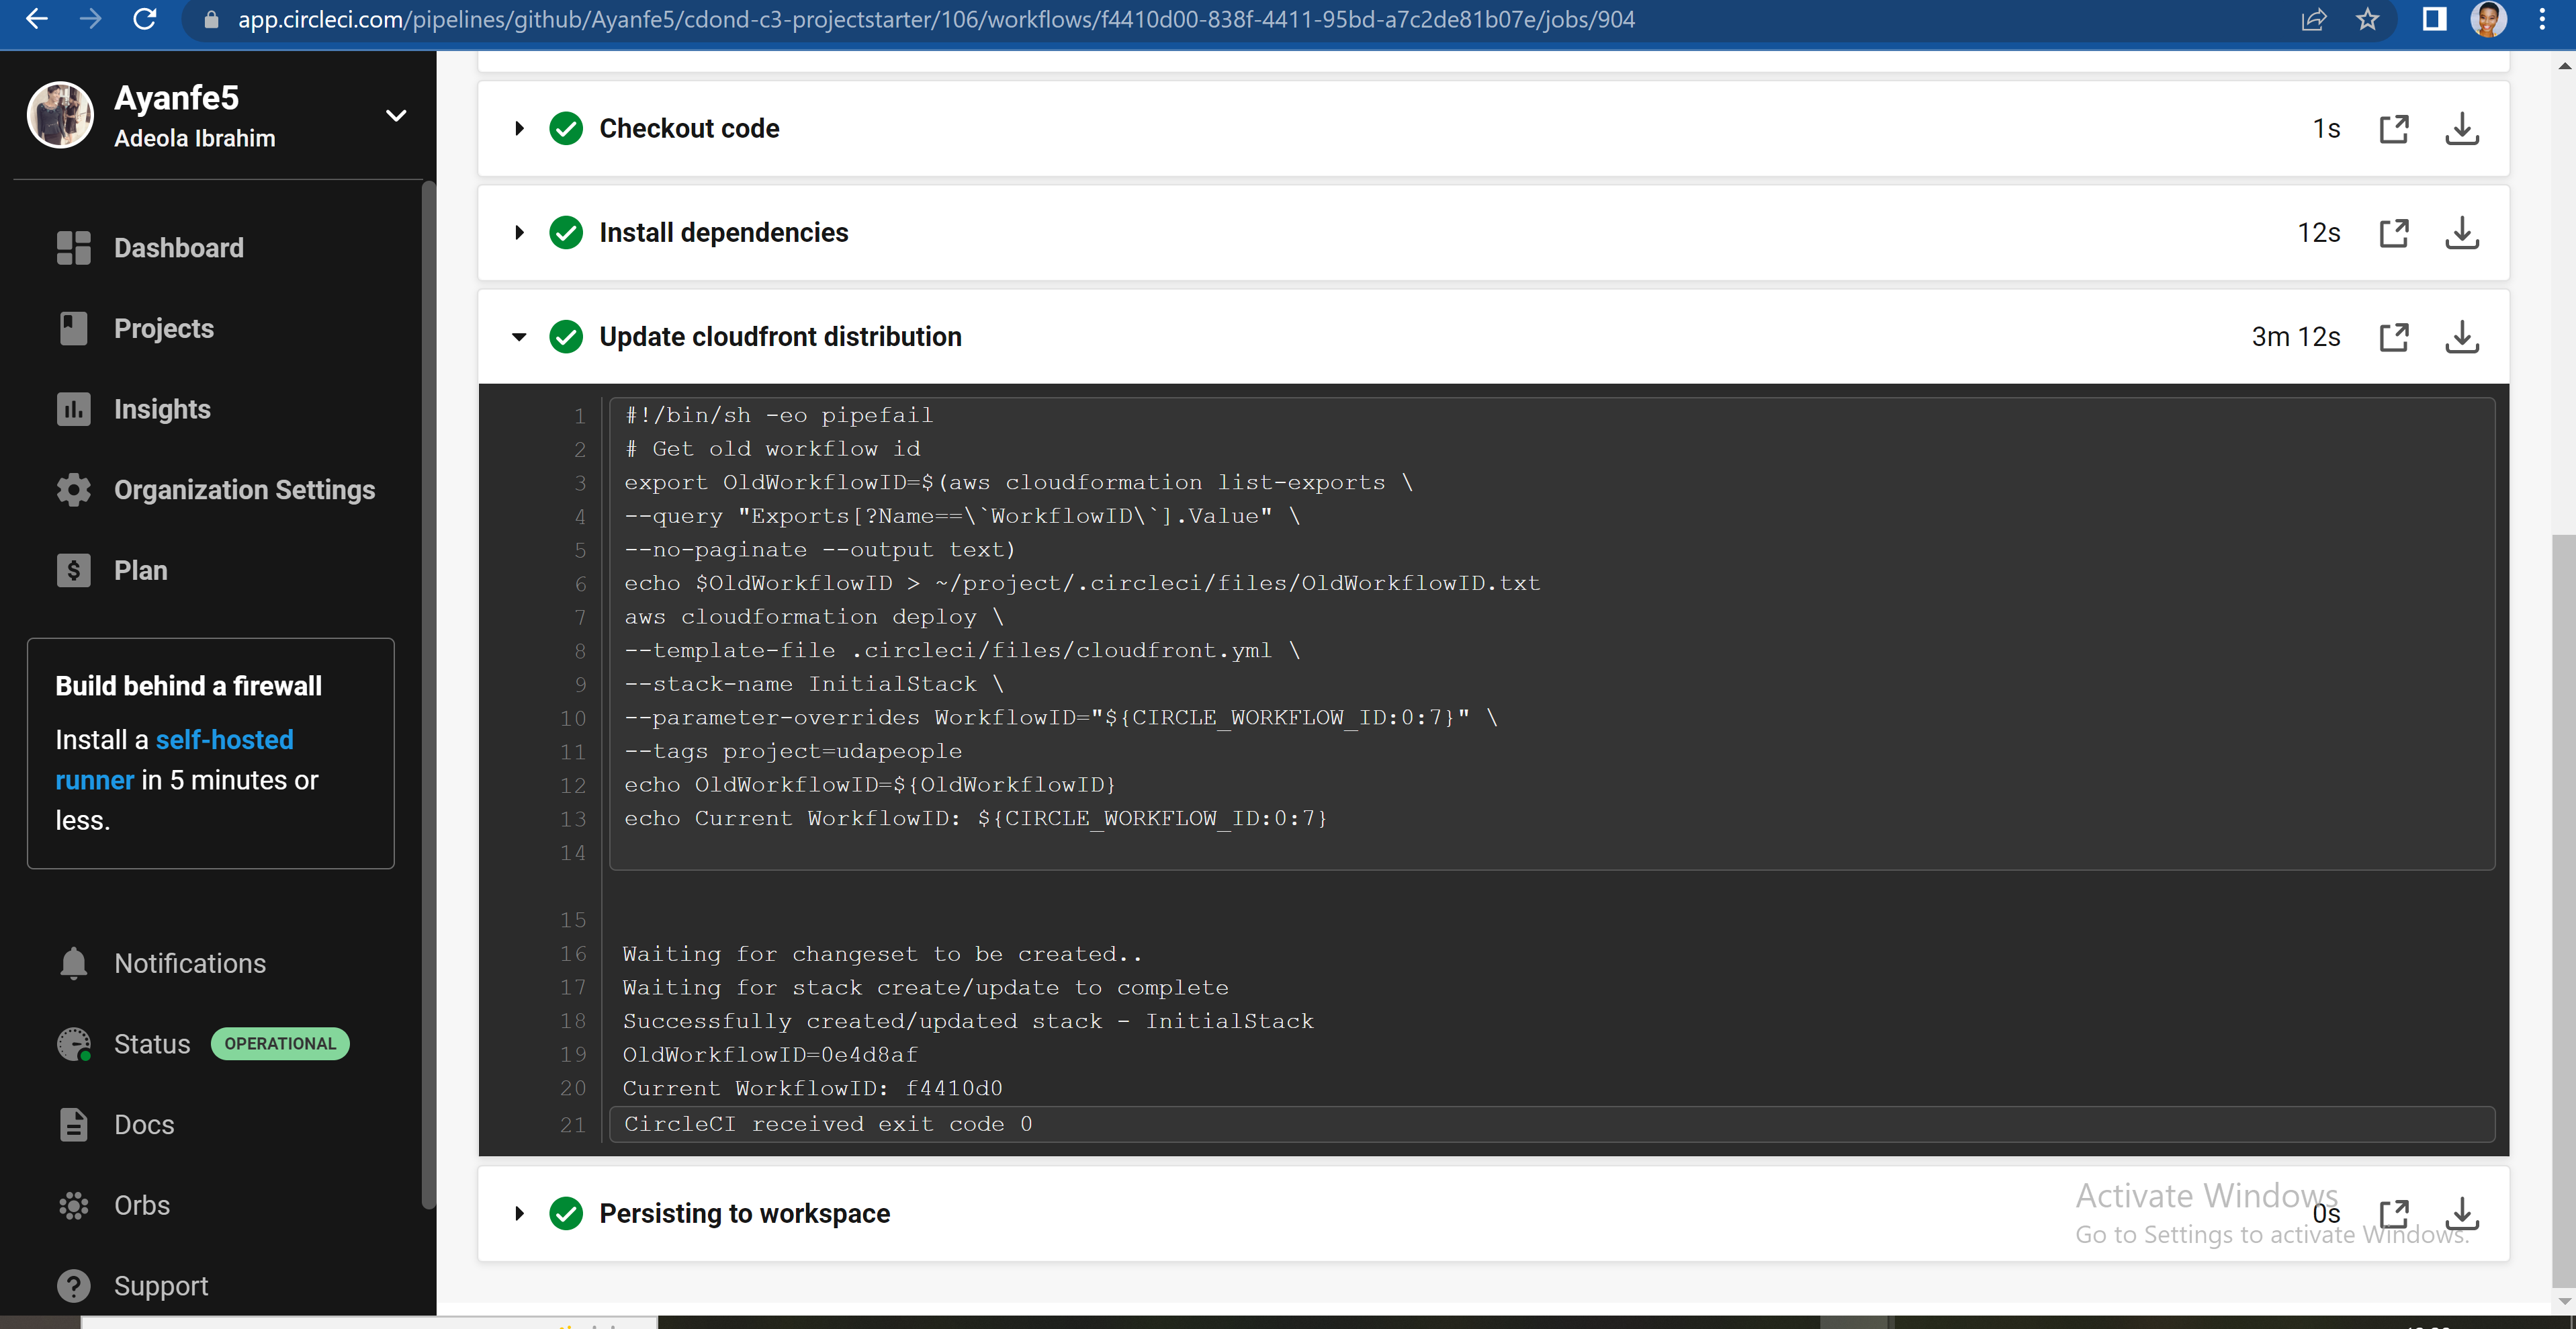 app.circleci.com/pipelines/github/Ayanfe5/cdond-c3-projectstarter/106/workflows/f4410d00-838f-4411-95bd-a7c2de81b07e/jobs/904
Ayanfe5
Adeola Ibrahim
Dashboard
Projects
Insights
Organization Settings
Plan
Build behind a firewall
Install a self-hosted
runner in 5 minutes or
less.
Notifications
Status OPERATIONAL
Docs
Orbs
Support
Checkout code 1s
Install dependencies 12s
Update cloudfront distribution 3m 12s
1 #!/bin/sh -eo pipefail
2 # Get old workflow id
3 export OldWorkflowID=$(aws cloudformation list-exports \
4 --query "Exports[?Name==\`WorkflowID\`].Value" \
5 --no-paginate --output text)
6 echo $OldWorkflowID > ~/project/.circleci/files/OldWorkflowID.txt
7 aws cloudformation deploy \
8 --template-file .circleci/files/cloudfront.yml \
9 --stack-name InitialStack \
10 --parameter-overrides WorkflowID="${CIRCLE_WORKFLOW_ID:0:7}" \
11 --tags project=udapeople
12 echo OldWorkflowID=${OldWorkflowID}
13 echo Current WorkflowID: ${CIRCLE_WORKFLOW_ID:0:7}
14
15
16 Waiting for changeset to be created..
17 Waiting for stack create/update to complete
18 Successfully created/updated stack - InitialStack
19 OldWorkflowID=0e4d8af
20 Current WorkflowID: f4410d0
21 CircleCI received exit code 0
Persisting to workspace 0s
Activate Windows
Go to Settings to activate Windows.